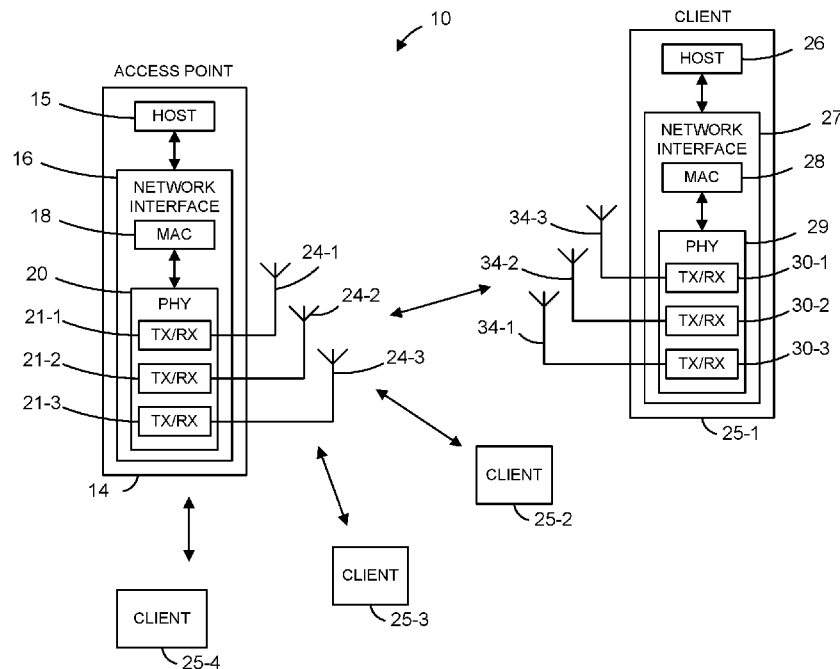 10
ACCESS POINT
15
HOST
16
NETWORK
INTERFACE
18
MAC
20
PHY
21-1
TX/RX
24-1
21-2
TX/RX
24-2
21-3
TX/RX
24-3
14
CLIENT
HOST
26
NETWORK
INTERFACE
27
MAC
28
PHY
29
34-3
TX/RX
30-1
34-2
TX/RX
30-2
34-1
TX/RX
30-3
25-1
CLIENT
25-2
CLIENT
25-3
CLIENT
25-4